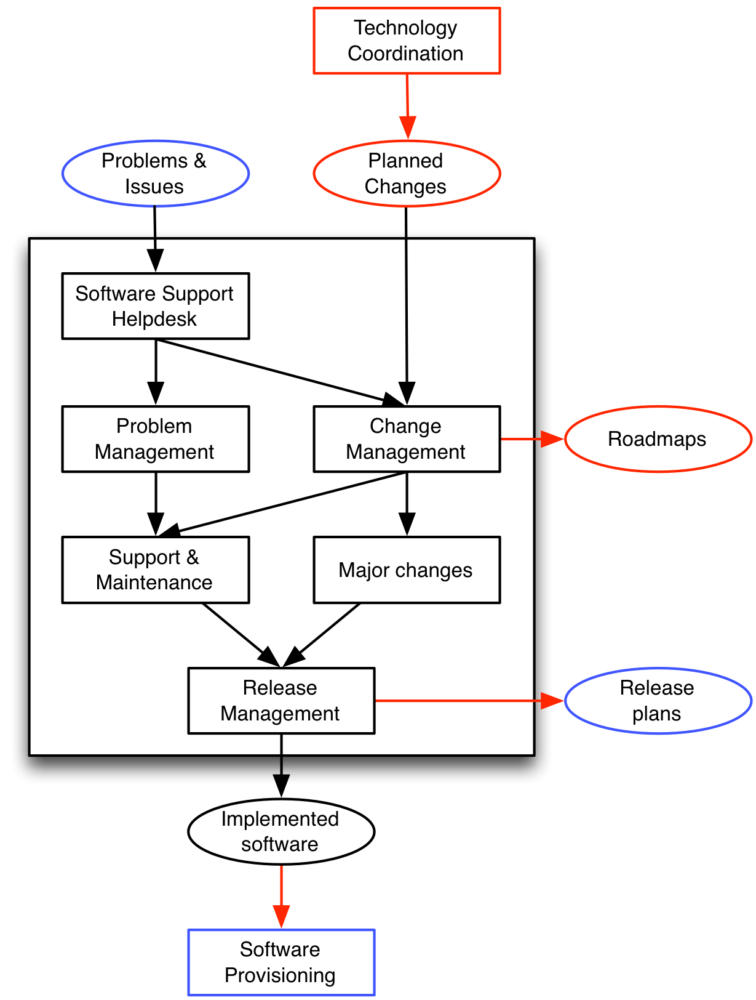 Technology
Coordination
Problems &
Issues
Planned
Changes
Software Support
Helpdesk
Problem
Management
Change
Management
Roadmaps
Support &
Maintenance
Major changes
Release
Management
Release
plans
Implemented
software
Software
Provisioning